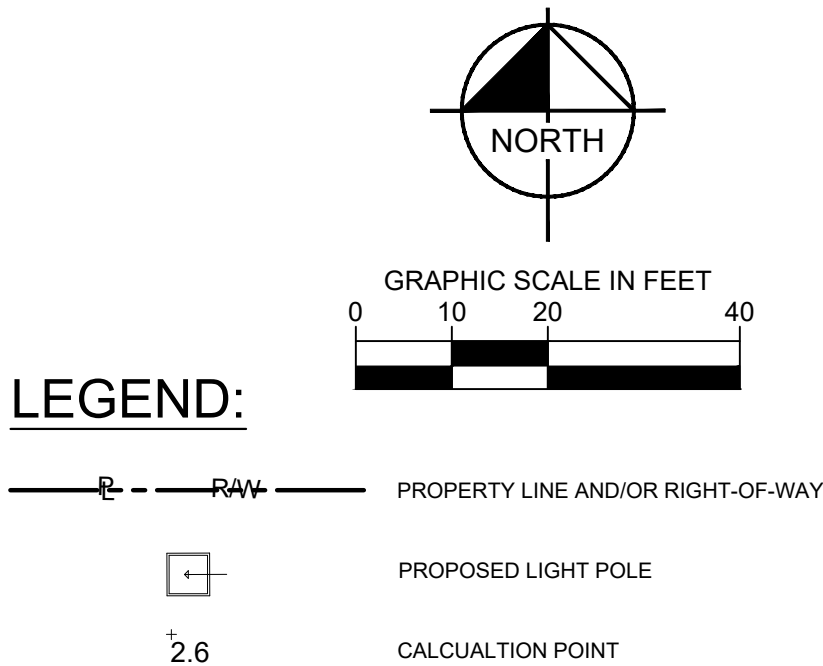 NORTH
GRAPHIC SCALE IN FEET
0 10 20 40
LEGEND:
PL R/W PROPERTY LINE AND/OR RIGHT-OF-WAY
PROPOSED LIGHT POLE
+2.6 CALCUALTION POINT